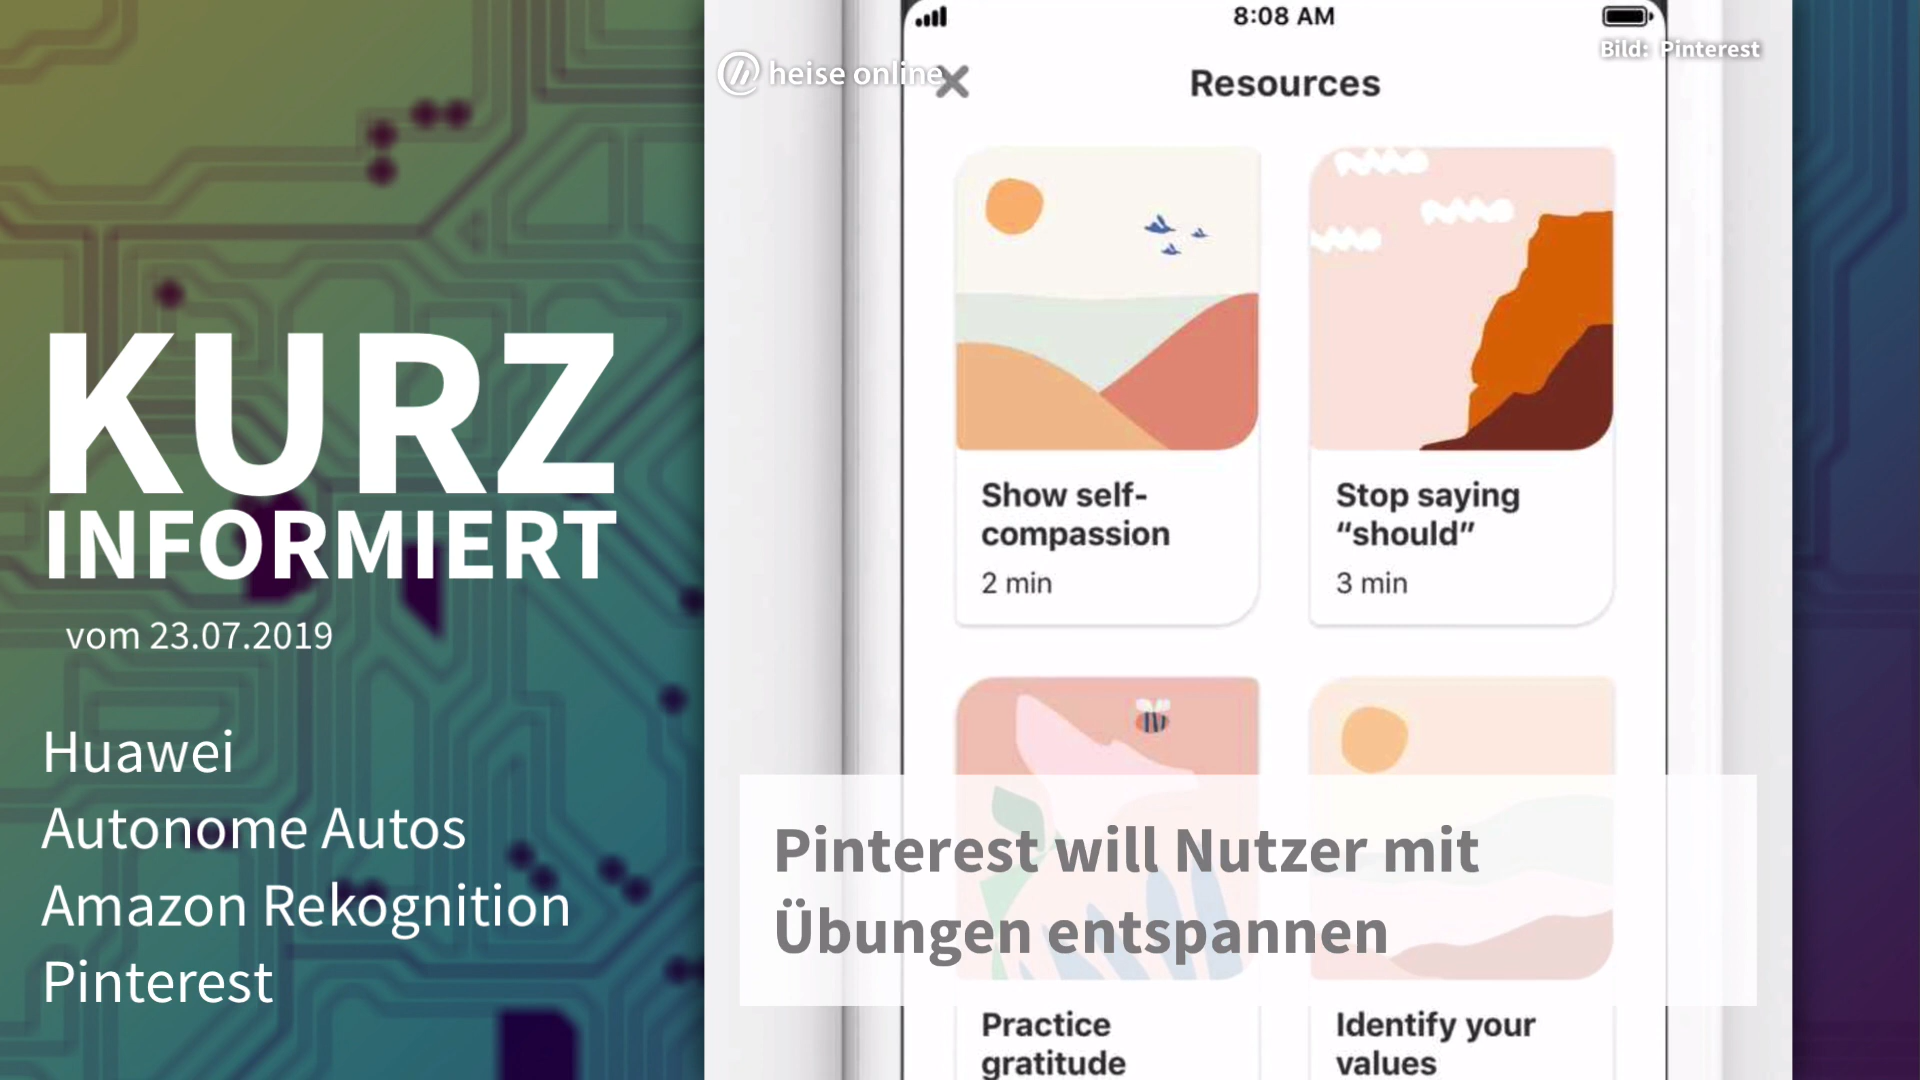 KURZ
INFORMIERT
vom 23.07.2019
Huawei
Autonome Autos
Amazon Rekognition
Pinterest
heise online
8:08 AM
Bild: Pinterest
Resources
Show self-
compassion
2 min
Stop saying
“should”
3 min
Pinterest will Nutzer mit
Übungen entspannen
Practice
gratitude
Identify your
values